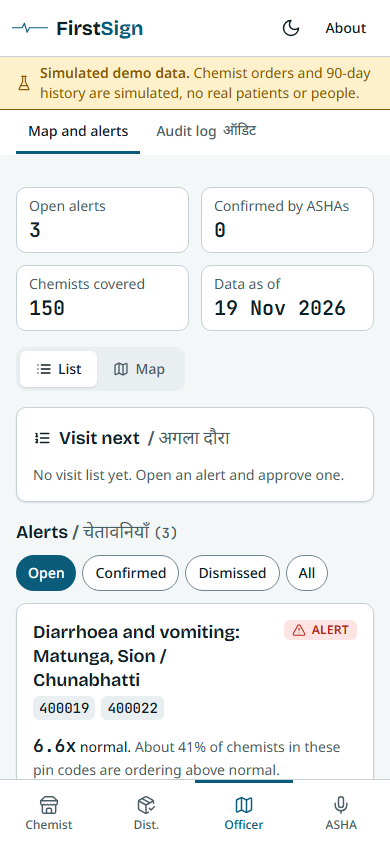 FirstSign
About
Simulated demo data. Chemist orders and 90-day
history are simulated, no real patients or people.
Map and alerts
Audit log ऑडिट
Open alerts
Confirmed by ASHAs
3
0
Chemists covered
Data as of
150
19 Nov 2026
List
Map
Visit next / अगला दौरा
No visit list yet. Open an alert and approve one.
Alerts / चेतावनियाँ (3)
Open
Confirmed
Dismissed
All
Diarrhoea and vomiting:
Matunga, Sion /
Chunabhatti
ALERT
400019 400022
6.6x normal. About 41% of chemists in these
pin codes are ordering above normal.
Chemist
Dist.
Officer
ASHA